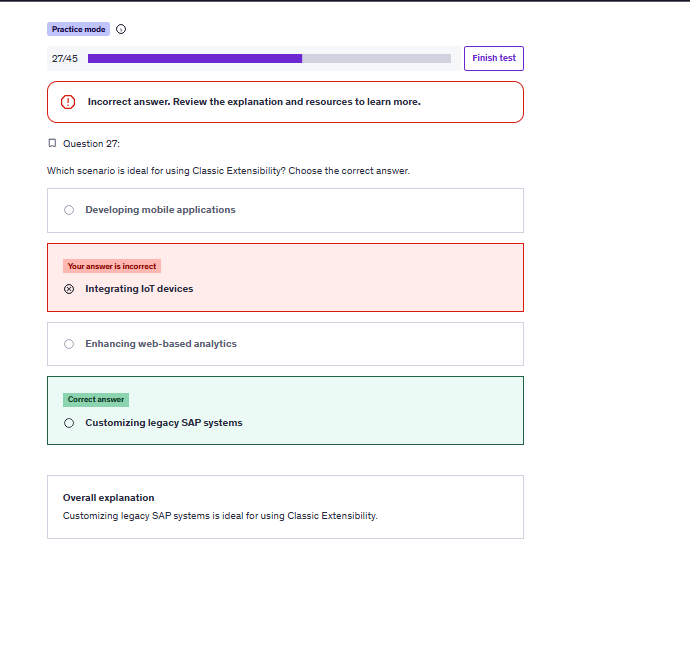 Practice mode
27/45
Finish test
Incorrect answer. Review the explanation and resources to learn more.
Question 27:
Which scenario is ideal for using Classic Extensibility? Choose the correct answer.
Developing mobile applications
Your answer is incorrect
Integrating IoT devices
Enhancing web-based analytics
Correct answer
Customizing legacy SAP systems
Overall explanation
Customizing legacy SAP systems is ideal for using Classic Extensibility.